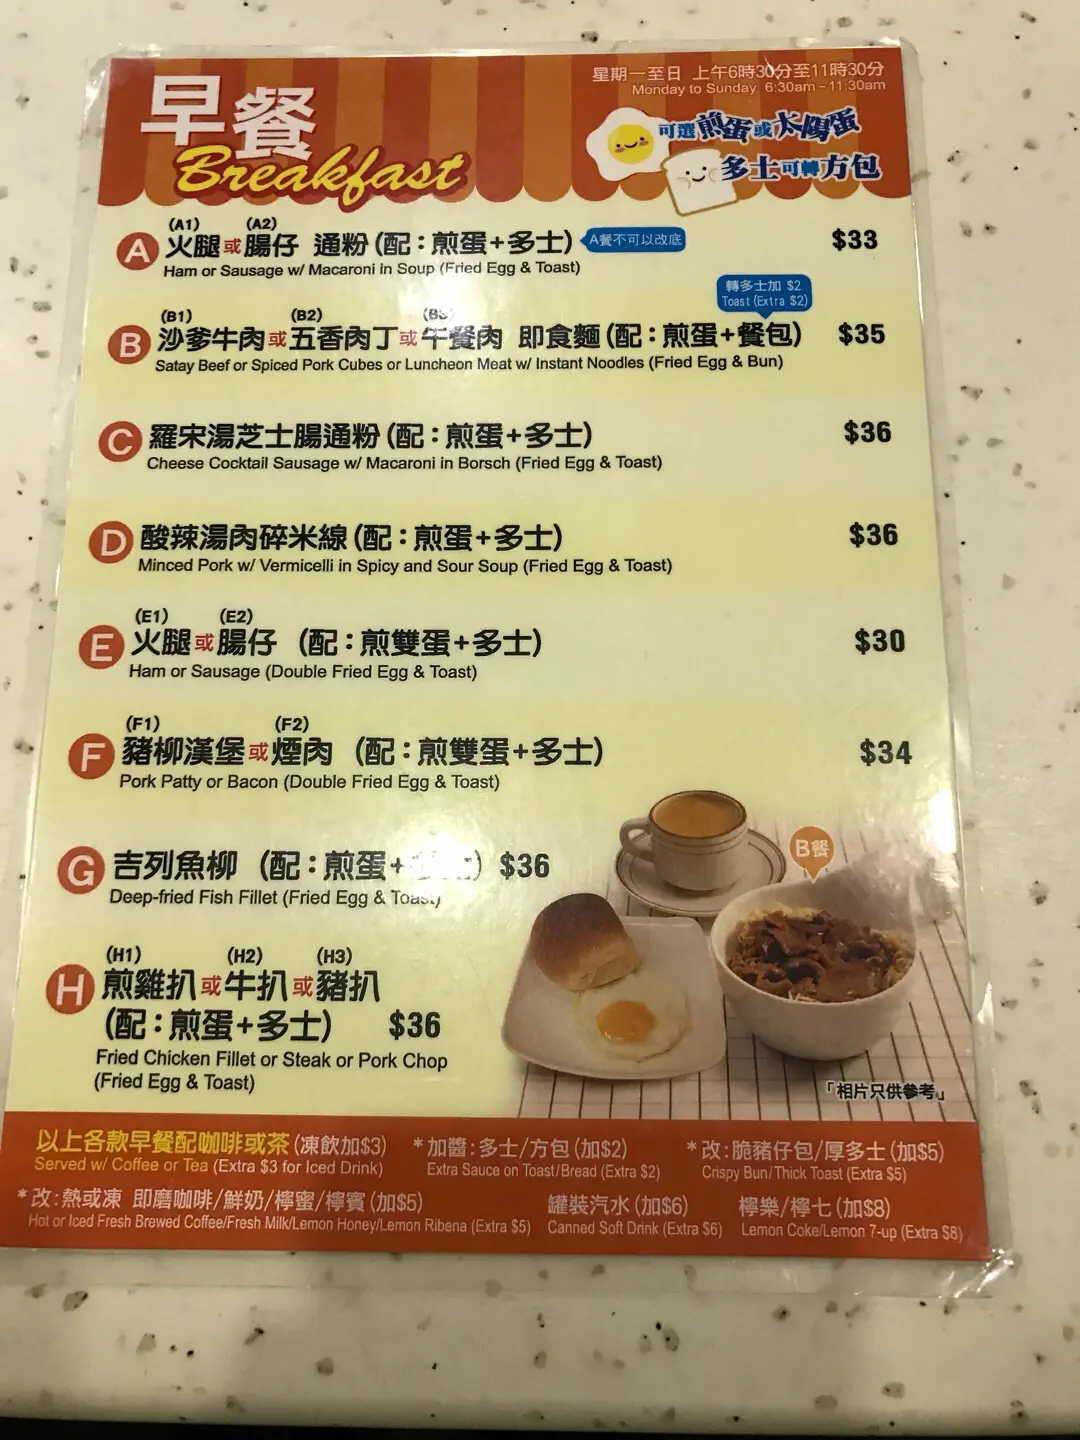 早餐
Breakfast
星期一至日 上午6時30分至11時30分
Monday to Sunday 6:30am - 11:30am
可選煎蛋或太陽蛋
多士可轉方包
(A1) (A2)
A 火腿或腸仔 通粉(配：煎蛋+多士) A餐不可以改底 $33
Ham or Sausage w/ Macaroni in Soup (Fried Egg & Toast)
轉多士加 $2
Toast (Extra $2)
(B1) (B2) (B3)
B 沙爹牛肉或五香肉丁或午餐肉 即食麵(配：煎蛋+餐包) $35
Satay Beef or Spiced Pork Cubes or Luncheon Meat w/ Instant Noodles (Fried Egg & Bun)
C 羅宋湯芝士腸通粉(配：煎蛋+多士) $36
Cheese Cocktail Sausage w/ Macaroni in Borsch (Fried Egg & Toast)
D 酸辣湯肉碎米線(配：煎蛋+多士) $36
Minced Pork w/ Vermicelli in Spicy and Sour Soup (Fried Egg & Toast)
(E1) (E2)
E 火腿或腸仔 (配：煎雙蛋+多士) $30
Ham or Sausage (Double Fried Egg & Toast)
(F1) (F2)
F 豬柳漢堡或煙肉 (配：煎雙蛋+多士) $34
Pork Patty or Bacon (Double Fried Egg & Toast)
G 吉列魚柳 (配：煎蛋+多士) $36
Deep-fried Fish Fillet (Fried Egg & Toast)
(H1) (H2) (H3)
H 煎雞扒或牛扒或豬扒
(配：煎蛋+多士) $36
Fried Chicken Fillet or Steak or Pork Chop
(Fried Egg & Toast)
B餐
「相片只供參考」
以上各款早餐配咖啡或茶(凍飲加$3) *加醬：多士/方包(加$2) *改：脆豬仔包/厚多士(加$5)
Served w/ Coffee or Tea (Extra $3 for Iced Drink) Extra Sauce on Toast/Bread (Extra $2) Crispy Bun/Thick Toast (Extra $5)
*改：熱或凍 即磨咖啡/鮮奶/檸蜜/檸賓(加$5) 罐裝汽水(加$6) 檸樂/檸七(加$8)
Hot or Iced Fresh Brewed Coffee/Fresh Milk/Lemon Honey/Lemon Ribena (Extra $5) Canned Soft Drink (Extra $6) Lemon Coke/Lemon 7-up (Extra $8)